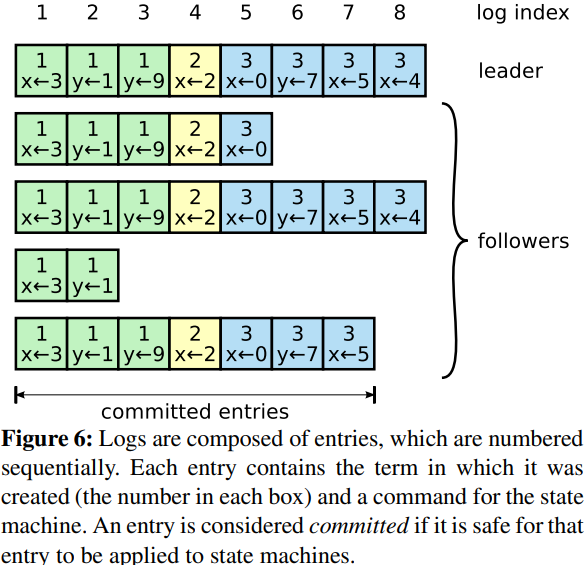 1 2 3 4 5 6 7 8 log index
1 1 1 2 3 3 3 3
x←3 y←1 y←9 x←2 x←0 y←7 x←5 x←4
leader
1 1 1 2 3
x←3 y←1 y←9 x←2 x←0
1 1 1 2 3 3 3 3
x←3 y←1 y←9 x←2 x←0 y←7 x←5 x←4
followers
1 1
x←3 y←1
1 1 1 2 3 3 3
x←3 y←1 y←9 x←2 x←0 y←7 x←5
committed entries
Figure 6: Logs are composed of entries, which are numbered
sequentially. Each entry contains the term in which it was
created (the number in each box) and a command for the state
machine. An entry is considered committed if it is safe for that
entry to be applied to state machines.